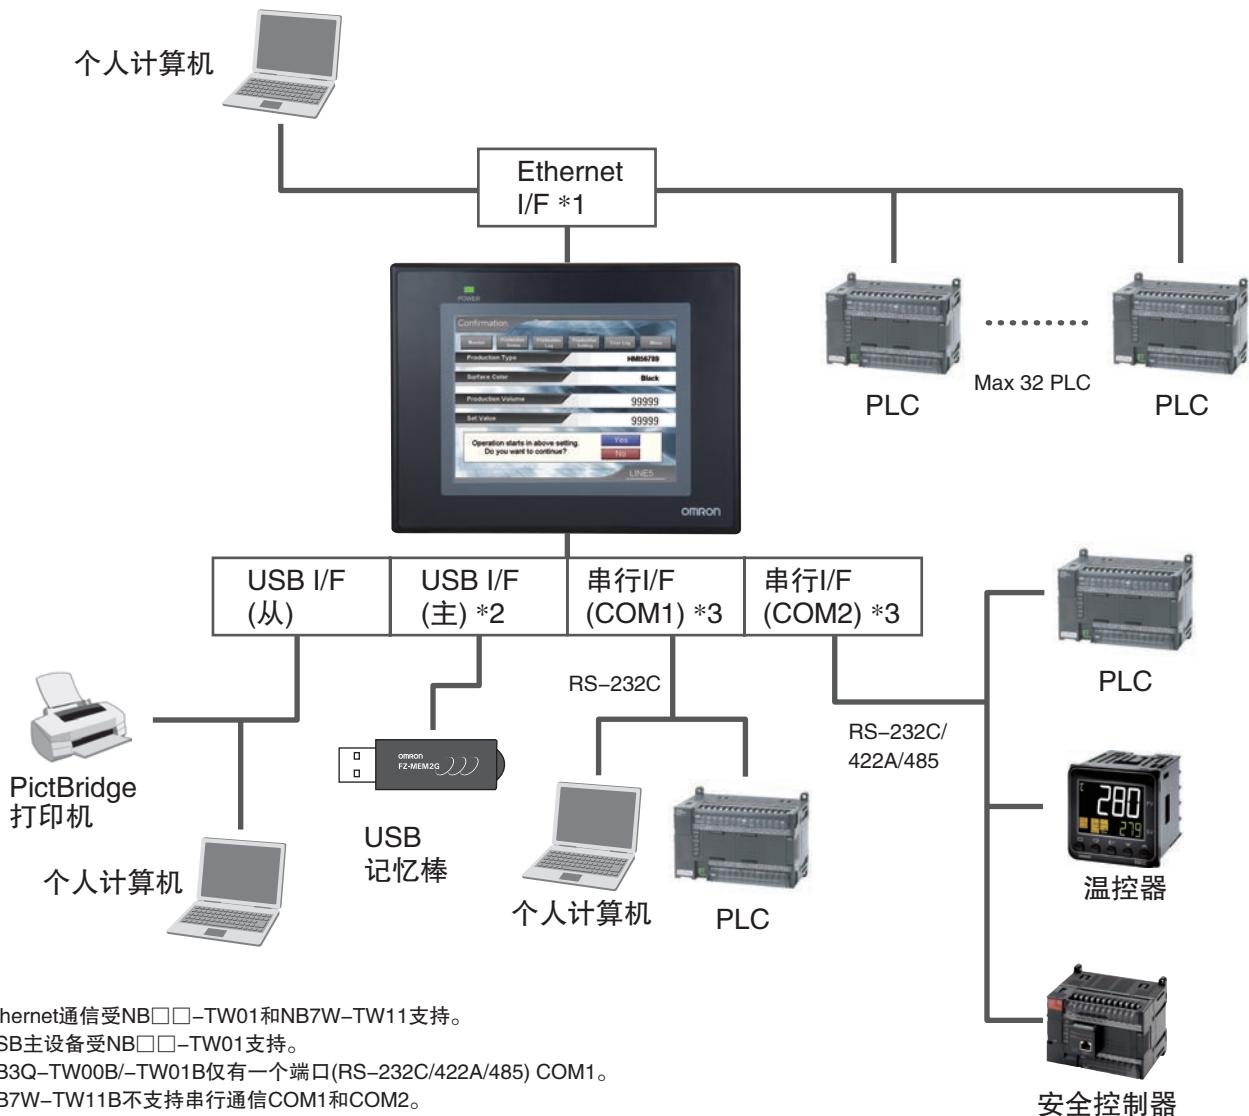 个人计算机
Ethernet
I/F *1
POWER
Confirmation
Production Type HMI56789
Surface Color Black
Production Volume 99999
Set Value 99999
Operation starts in above setting.
Do you want to continue?
Yes
No
LINE5
OMRON
PLC
Max 32 PLC
PLC
USB I/F
(从)
USB I/F
(主) *2
串行I/F
(COM1) *3
串行I/F
(COM2) *3
RS-232C
RS-232C/
422A/485
PLC
PictBridge
打印机
个人计算机
OMRON
FZ-MEM2G
USB
记忆棒
个人计算机
PLC
280
279
温控器
安全控制器
hernet通信受NB□□-TW01和NB7W-TW11支持。
SB主设备受NB□□-TW01支持。
B3Q-TW00B/-TW01B仅有一个端口(RS-232C/422A/485) COM1。
B7W-TW11B不支持串行通信COM1和COM2。